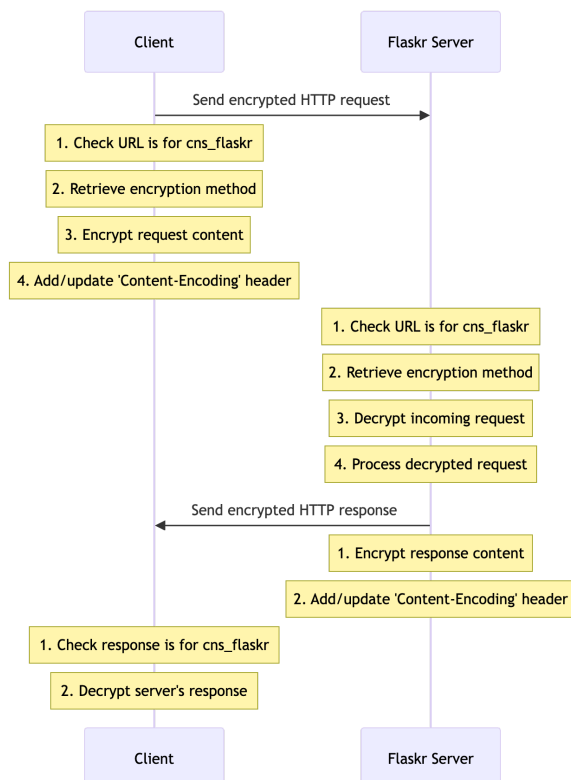 Client
Flaskr Server
Send encrypted HTTP request
1. Check URL is for cns_flaskr
2. Retrieve encryption method
3. Encrypt request content
4. Add/update 'Content-Encoding' header
1. Check URL is for cns_flaskr
2. Retrieve encryption method
3. Decrypt incoming request
4. Process decrypted request
Send encrypted HTTP response
1. Encrypt response content
2. Add/update 'Content-Encoding' header
1. Check response is for cns_flaskr
2. Decrypt server's response
Client
Flaskr Server